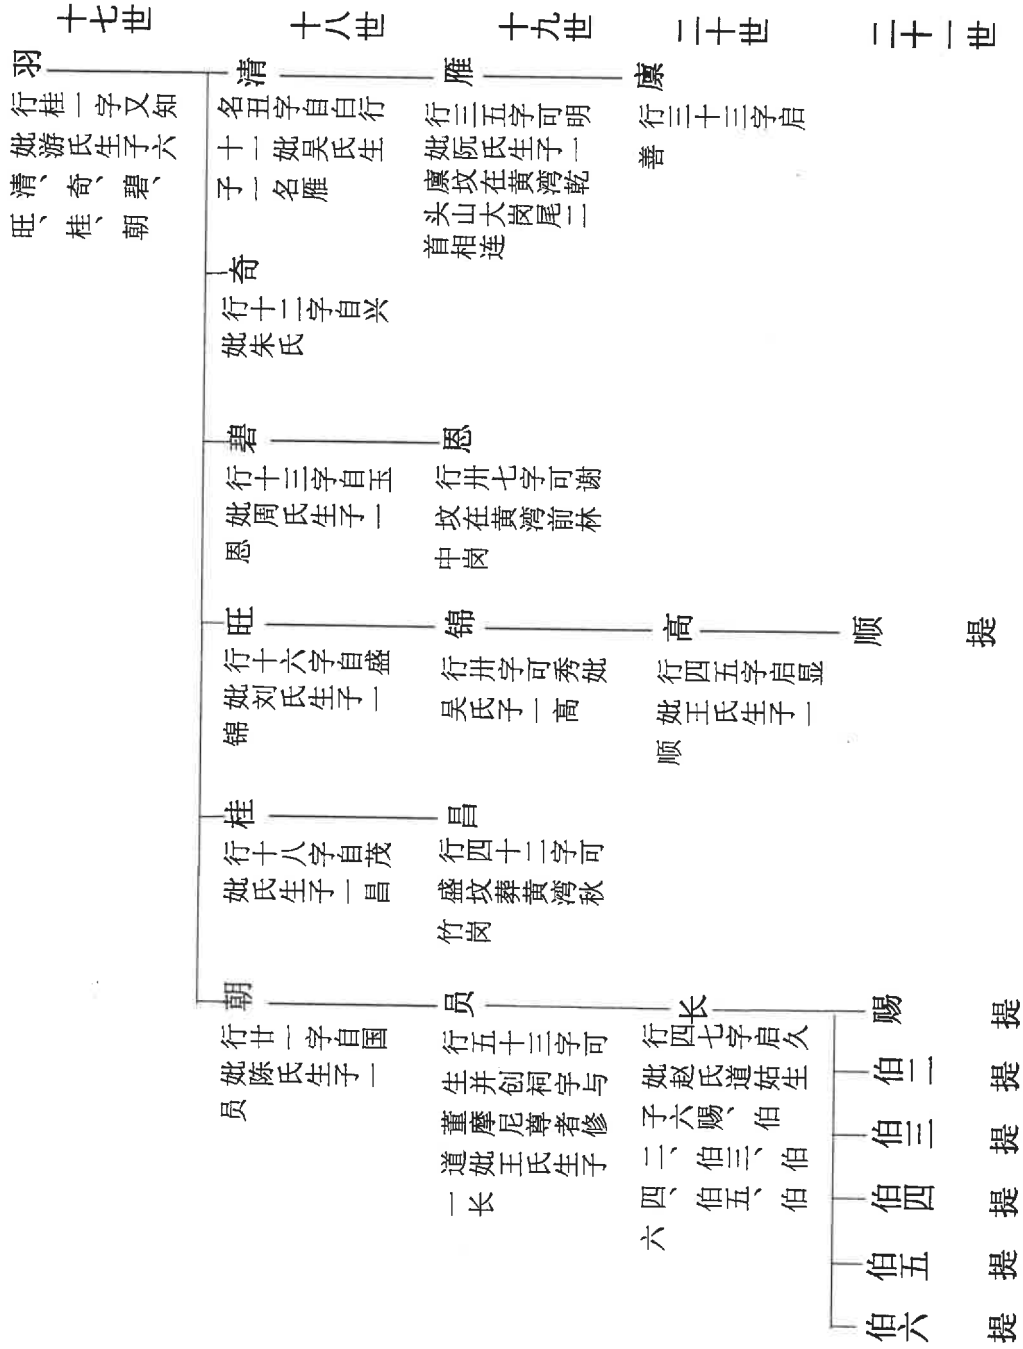 十七世
十八世
十九世
二十世
二十一世
羽
行桂一字又知
妣游氏生子六
清、奇、碧、
旺、桂、朝
清
名丑字自白行
十一妣吴氏生
子一名雁
雁
行三五字可明
妣阮氏生子一
廪坟在黄湾乾
头山大岗尾二
首相连
廪
行三十三字启
善
奇
行十二字自兴
妣朱氏
碧
行十三字自玉
妣周氏生子一
恩
恩
行卅七字可谢
坟在黄湾前林
中岗
旺
行十六字自盛
妣刘氏生子一
锦
锦
行卅字可秀妣
吴氏子一高
高
行四五字启显
妣王氏生子一
顺
顺
提
桂
行十八字自茂
妣氏生子一昌
昌
行四十二字可
盛坟葬黄湾秋
竹岗
朝
行廿一字自国
妣陈氏生子一
员
员
行五十三字可
生并创祠宇与
董摩尼尊者修
道妣王氏生子
一长
长
行四七字启久
妣赵氏道姑生
子六赐、伯
二、伯三、伯
四、伯五、伯
六
赐
提
伯二
提
伯三
提
伯四
提
伯五
提
伯六
提